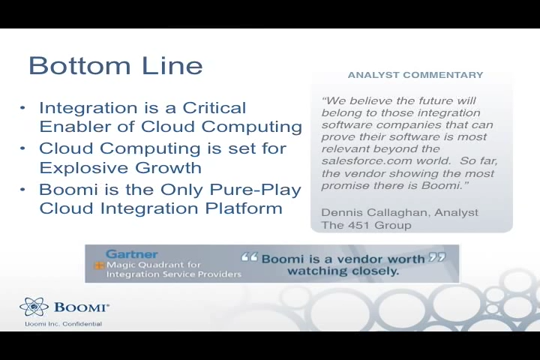 Bottom Line
• Integration is a Critical
Enabler of Cloud Computing
• Cloud Computing is set for
Explosive Growth
• Boomi is the Only Pure-Play
Cloud Integration Platform
ANALYST COMMENTARY
“We believe the future will
belong to those integration
software companies that can
prove their software is most
relevant beyond the
salesforce.com world. So far,
the vendor showing the most
promise there is Boomi.”
Dennis Callaghan, Analyst
The 451 Group
Gartner
Magic Quadrant for
Integration Service Providers
“ Boomi is a vendor worth ”
watching closely.
BOOMI
Boomi Inc. Confidential